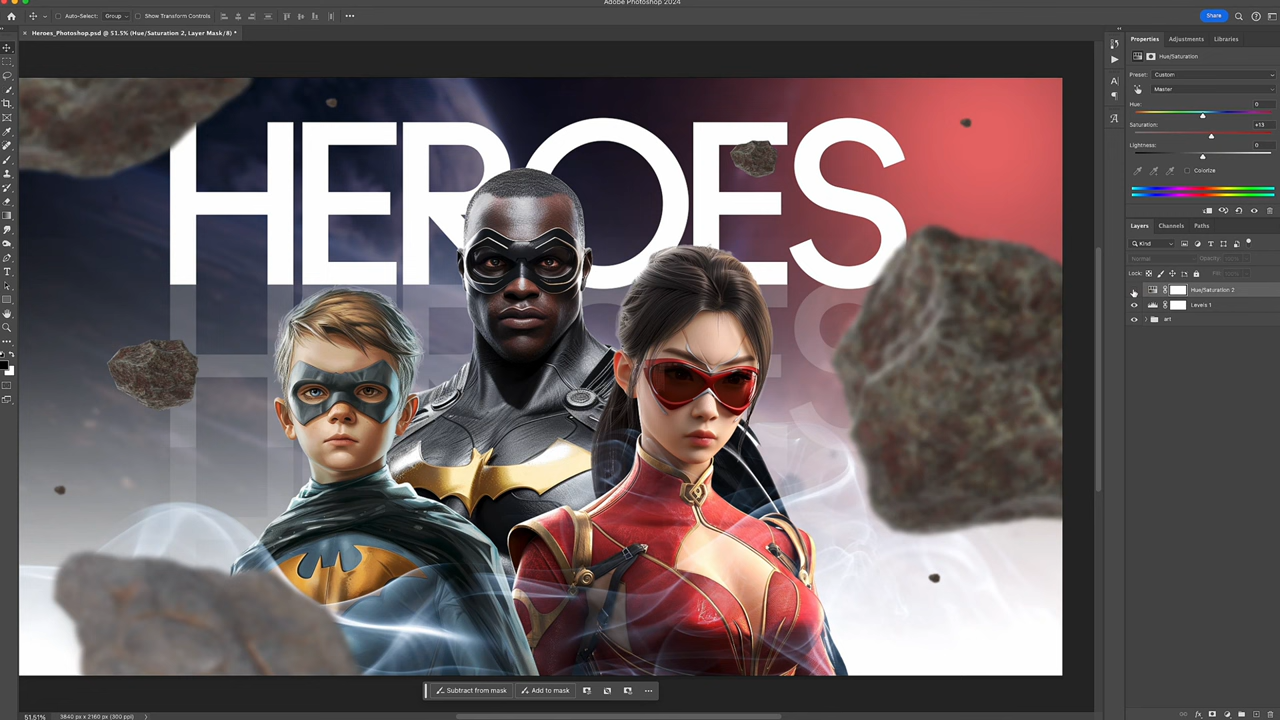 Adobe Photoshop 2024
Auto-Select: Group Show Transform Controls
Share
Heroes_Photoshop.psd @ 51.5% (Hue/Saturation 2, Layer Mask/8) *
Properties Adjustments Libraries
Hue/Saturation
Preset: Custom
Master
Hue: 0
Saturation: +13
Lightness: 0
Colorize
Layers Channels Paths
Kind
Normal Opacity: 100%
Lock: Fill: 100%
Hue/Saturation 2
Levels 1
art
HEROES
HEROES
Subtract from mask Add to mask
51.51% 3840 px x 2160 px (300 ppi)